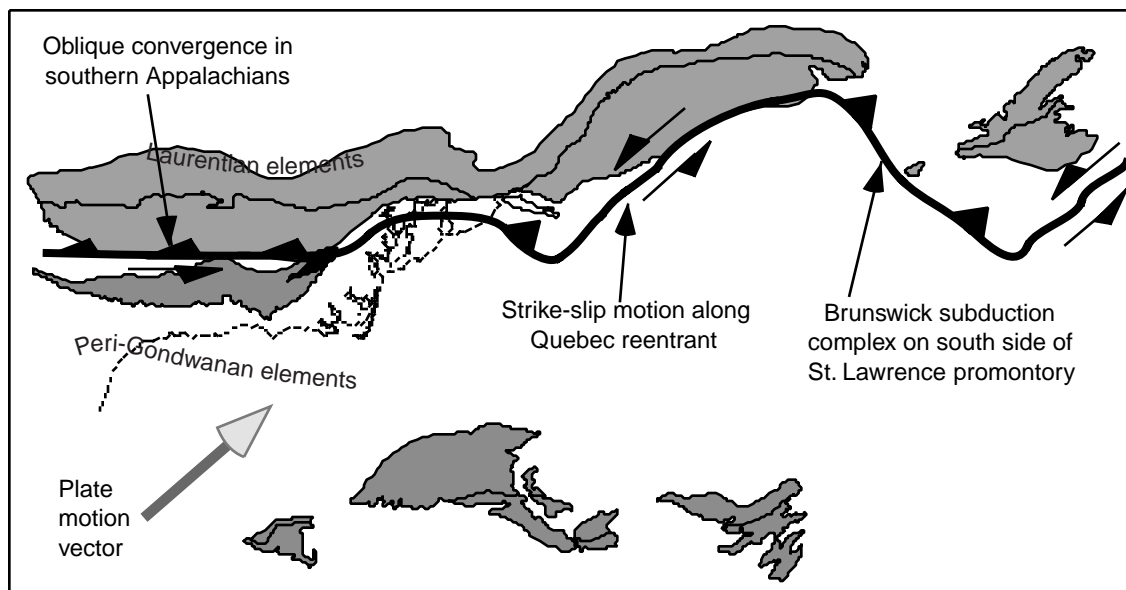 Oblique convergence in
southern Appalachians
Laurentian elements
Peri-Gondwanan elements
Strike-slip motion along
Quebec reentrant
Brunswick subduction
complex on south side of
St. Lawrence promontory
Plate
motion
vector